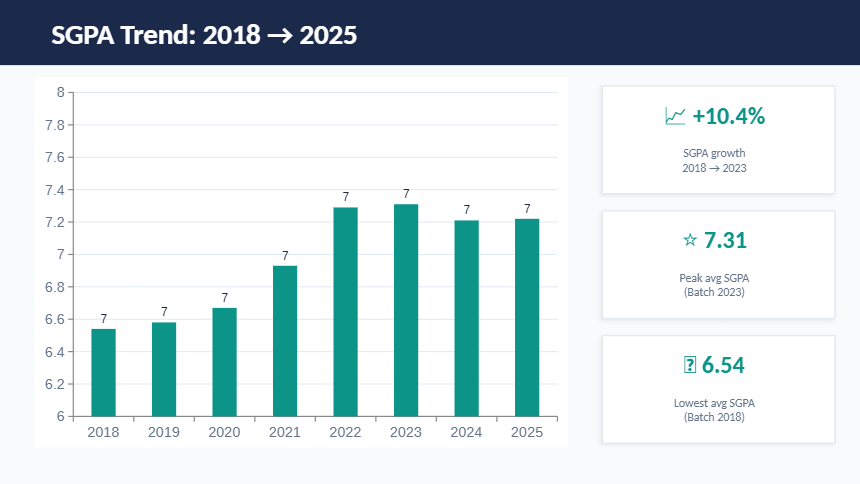 SGPA Trend: 2018 → 2025
8
7.8
7.6
7.4
7.2
7
6.8
6.6
6.4
6.2
6
7 7 7 7 7 7 7 7
2018 2019 2020 2021 2022 2023 2024 2025
📈 +10.4%
SGPA growth
2018 → 2023
☆ 7.31
Peak avg SGPA
(Batch 2023)
6.54
Lowest avg SGPA
(Batch 2018)